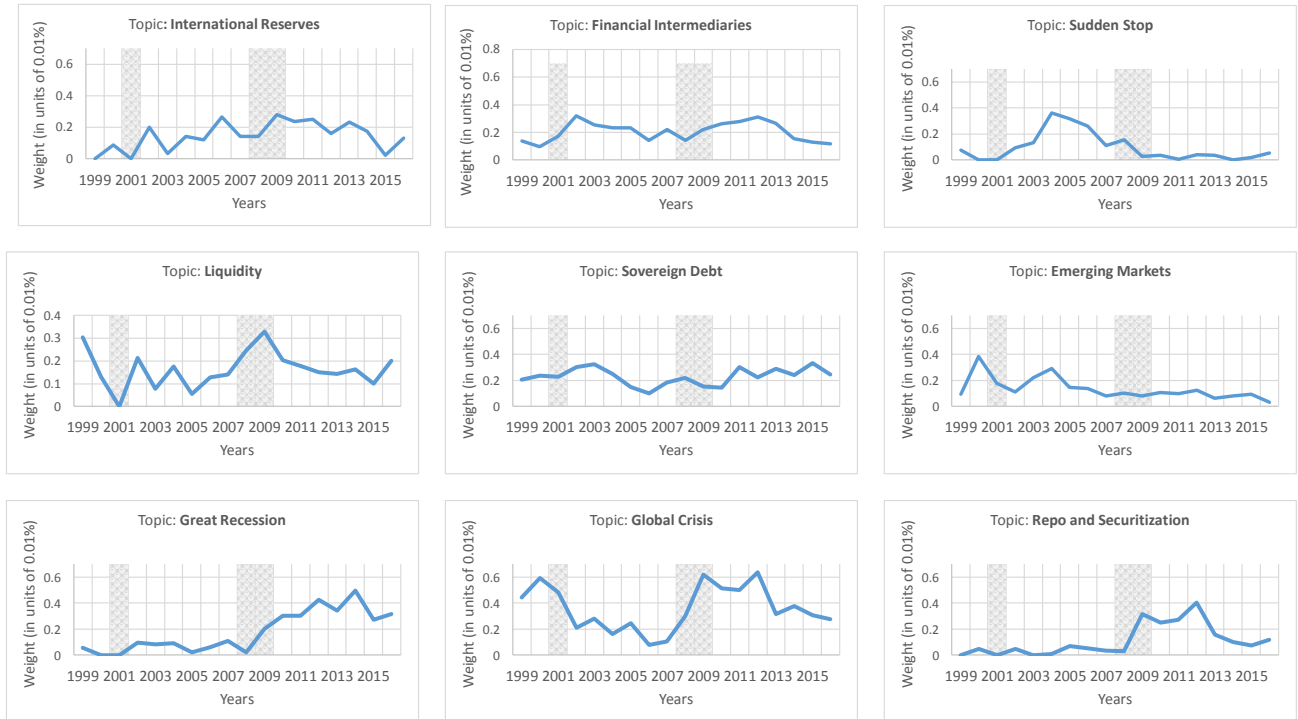 Topic: International Reserves
Weight (in units of 0.01%)
0.6
0.4
0.2
0
1999 2001 2003 2005 2007 2009 2011 2013 2015
Years
Topic: Financial Intermediaries
Weight (in units of 0.01%)
0.8
0.6
0.4
0.2
0
1999 2001 2003 2005 2007 2009 2011 2013 2015
Years
Topic: Sudden Stop
Weight (in units of 0.01%)
0.6
0.4
0.2
0
1999 2001 2003 2005 2007 2009 2011 2013 2015
Years
Topic: Liquidity
Weight (in units of 0.01%)
0.4
0.3
0.2
0.1
0
1999 2001 2003 2005 2007 2009 2011 2013 2015
Years
Topic: Sovereign Debt
Weight (in units of 0.01%)
0.6
0.4
0.2
0
1999 2001 2003 2005 2007 2009 2011 2013 2015
Years
Topic: Emerging Markets
Weight (in units of 0.01%)
0.6
0.4
0.2
0
1999 2001 2003 2005 2007 2009 2011 2013 2015
Years
Topic: Great Recession
Weight (in units of 0.01%)
0.6
0.4
0.2
0
1999 2001 2003 2005 2007 2009 2011 2013 2015
Years
Topic: Global Crisis
Weight (in units of 0.01%)
0.6
0.4
0.2
0
1999 2001 2003 2005 2007 2009 2011 2013 2015
Years
Topic: Repo and Securitization
Weight (in units of 0.01%)
0.6
0.4
0.2
0
1999 2001 2003 2005 2007 2009 2011 2013 2015
Years